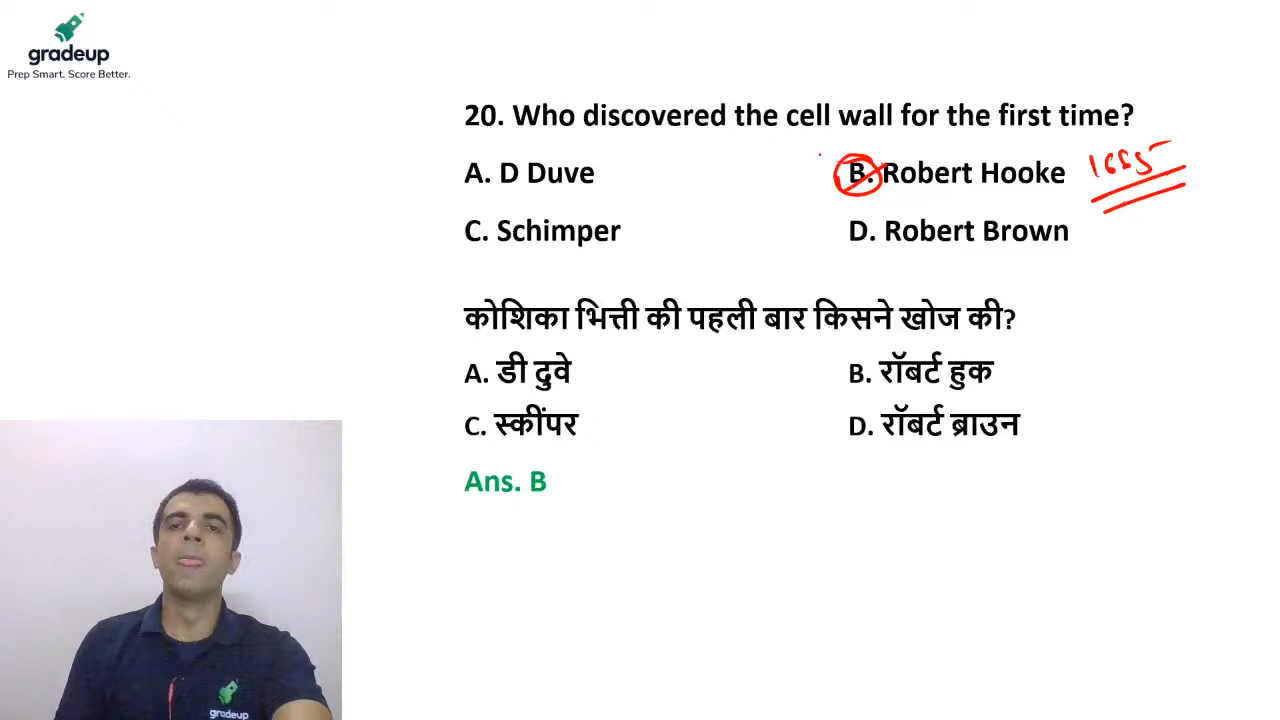 gradeup
Prep Smart. Score Better.
20. Who discovered the cell wall for the first time?
A. D Duve B. Robert Hooke 1665
C. Schimper D. Robert Brown
कोशिका भित्ती की पहली बार किसने खोज की?
A. डी दुवे B. रॉबर्ट हुक
C. स्कींपर D. रॉबर्ट ब्राउन
Ans. B
gradeup